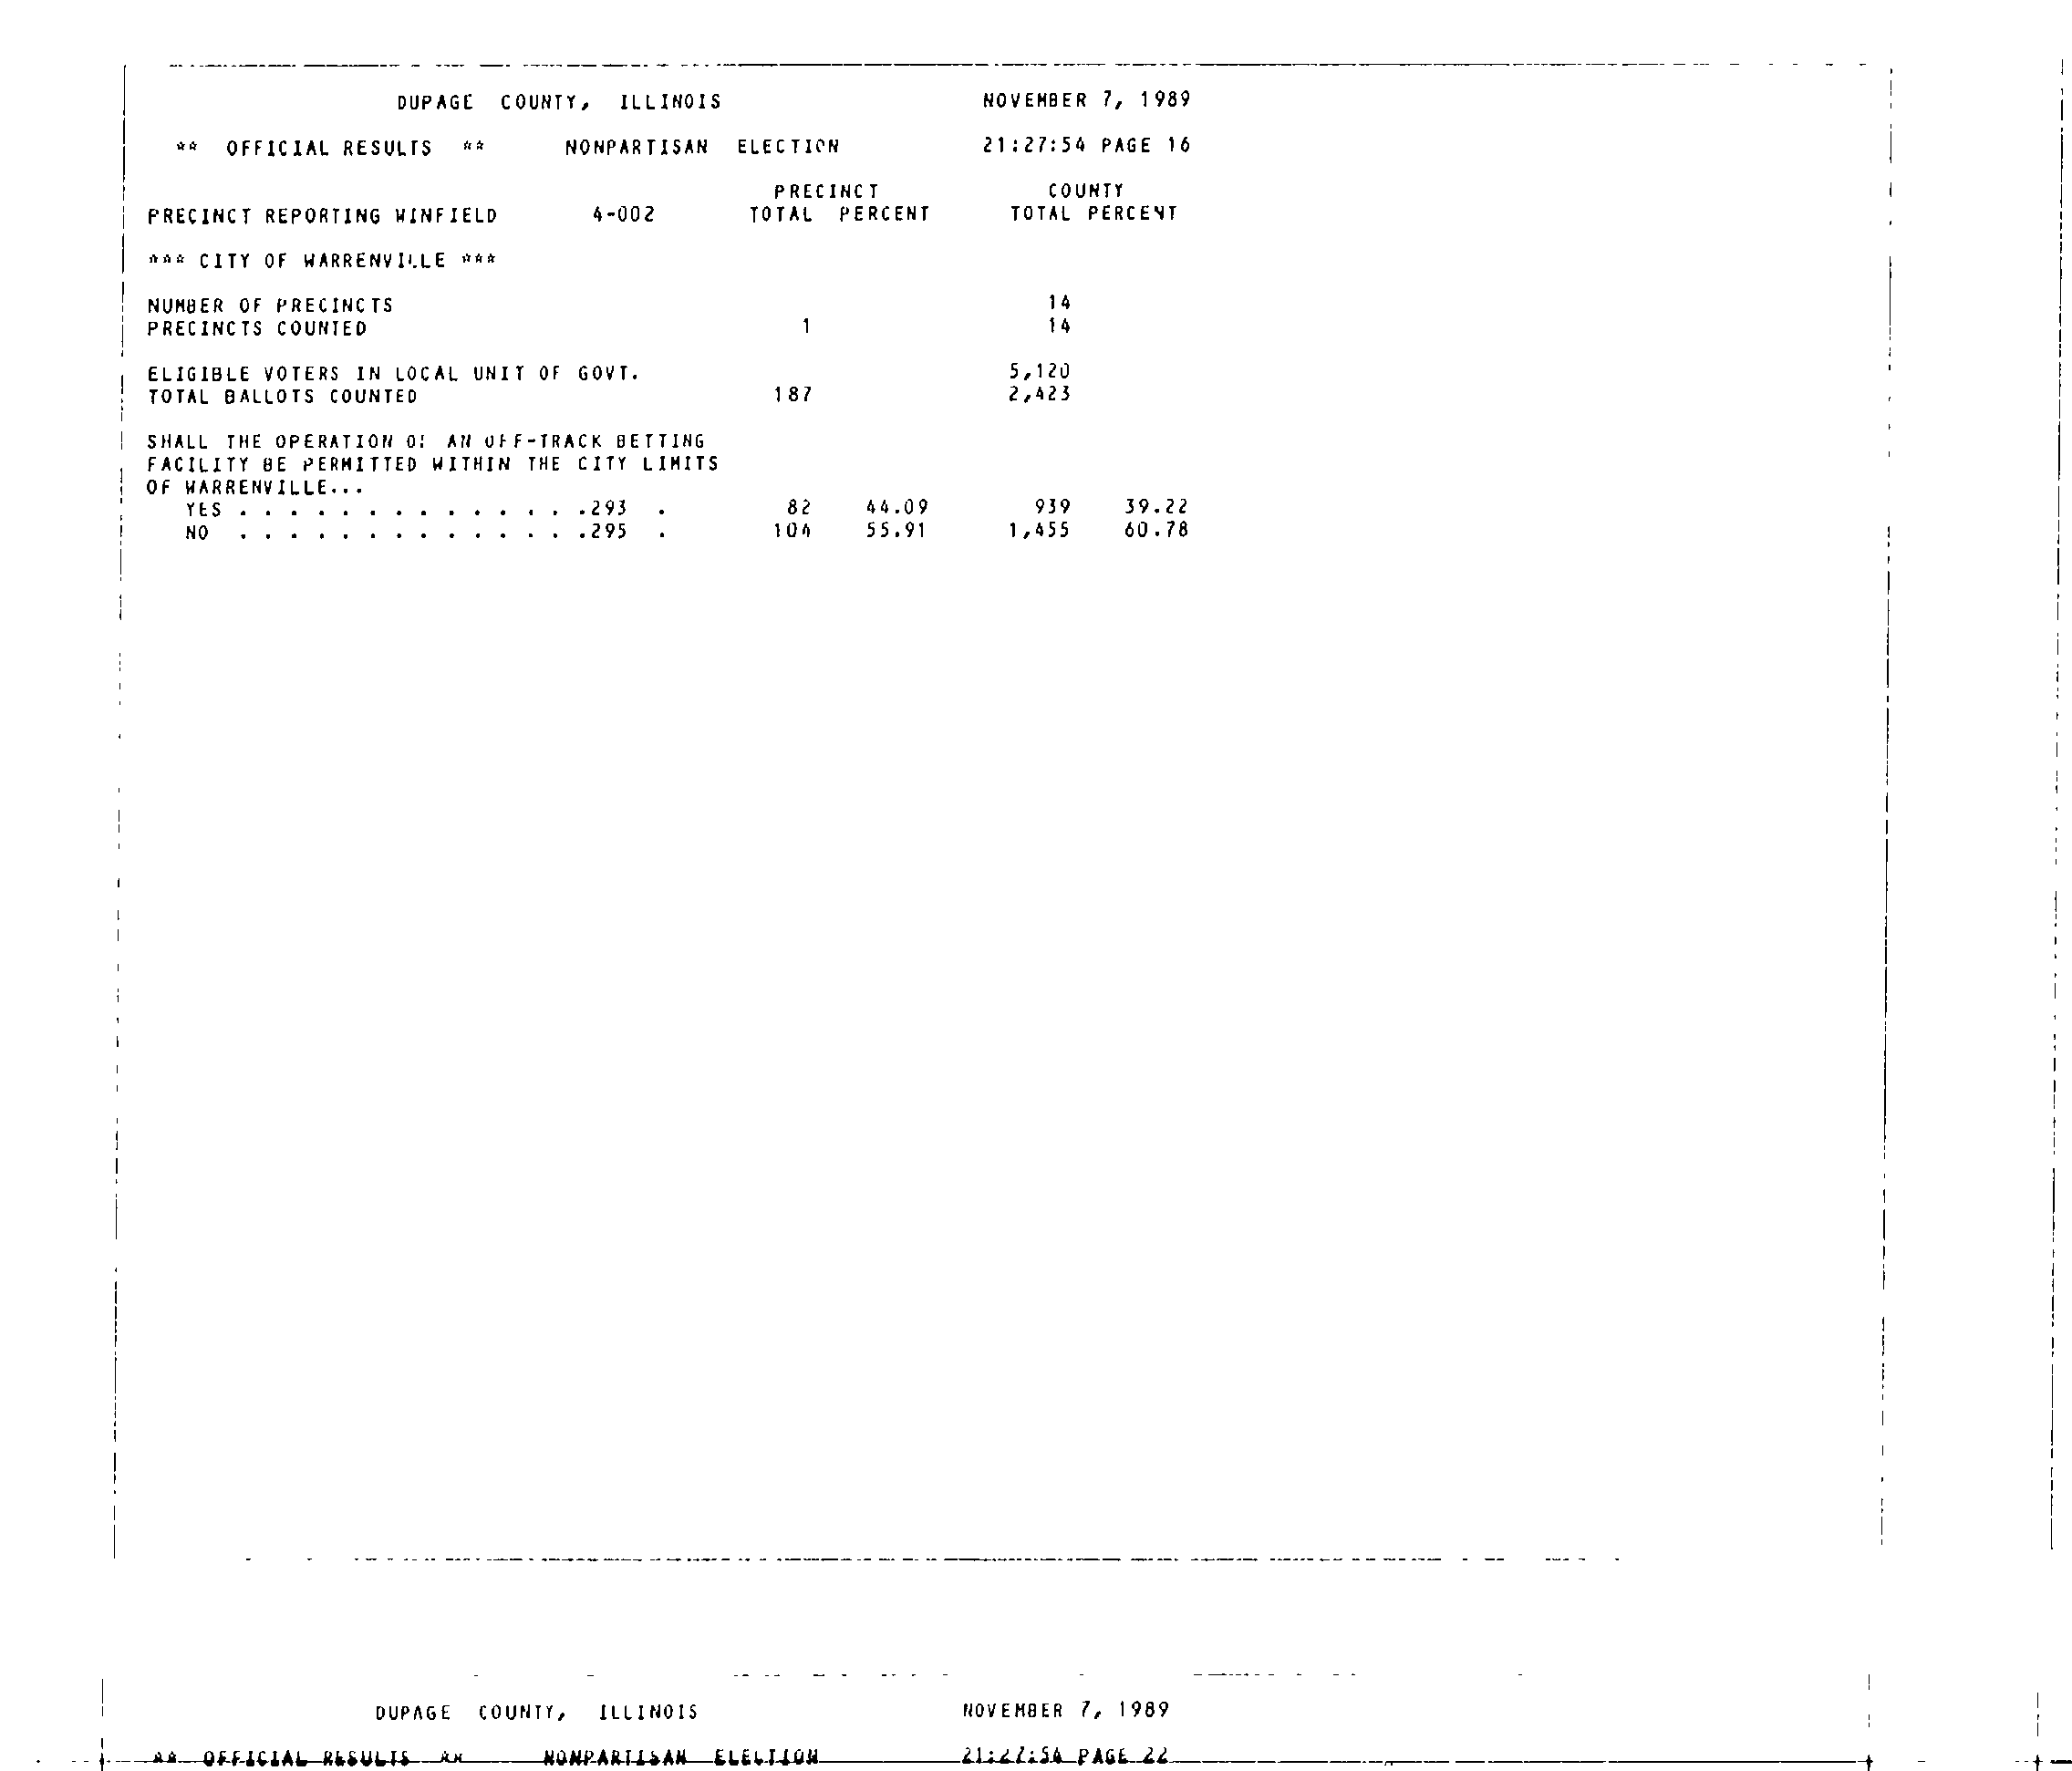 DUPAGE COUNTY, ILLINOIS NOVEMBER 7, 1989
** OFFICIAL RESULTS ** NONPARTISAN ELECTION 21:27:54 PAGE 16
PRECINCT COUNTY
PRECINCT REPORTING WINFIELD 4-002 TOTAL PERCENT TOTAL PERCENT
*** CITY OF WARRENVILLE ***
NUMBER OF PRECINCTS 14
PRECINCTS COUNTED 1 14
ELIGIBLE VOTERS IN LOCAL UNIT OF GOVT. 5,120
TOTAL BALLOTS COUNTED 187 2,423
SHALL THE OPERATION OF AN OFF-TRACK BETTING
FACILITY BE PERMITTED WITHIN THE CITY LIMITS
OF WARRENVILLE...
YES . . . . . . . . . . . . . .293 . 82 44.09 939 39.22
NO . . . . . . . . . . . . . .295 . 104 55.91 1,455 60.78
DUPAGE COUNTY, ILLINOIS NOVEMBER 7, 1989
** OFFICIAL RESULTS ** NONPARTISAN ELECTION 21:27:54 PAGE 22